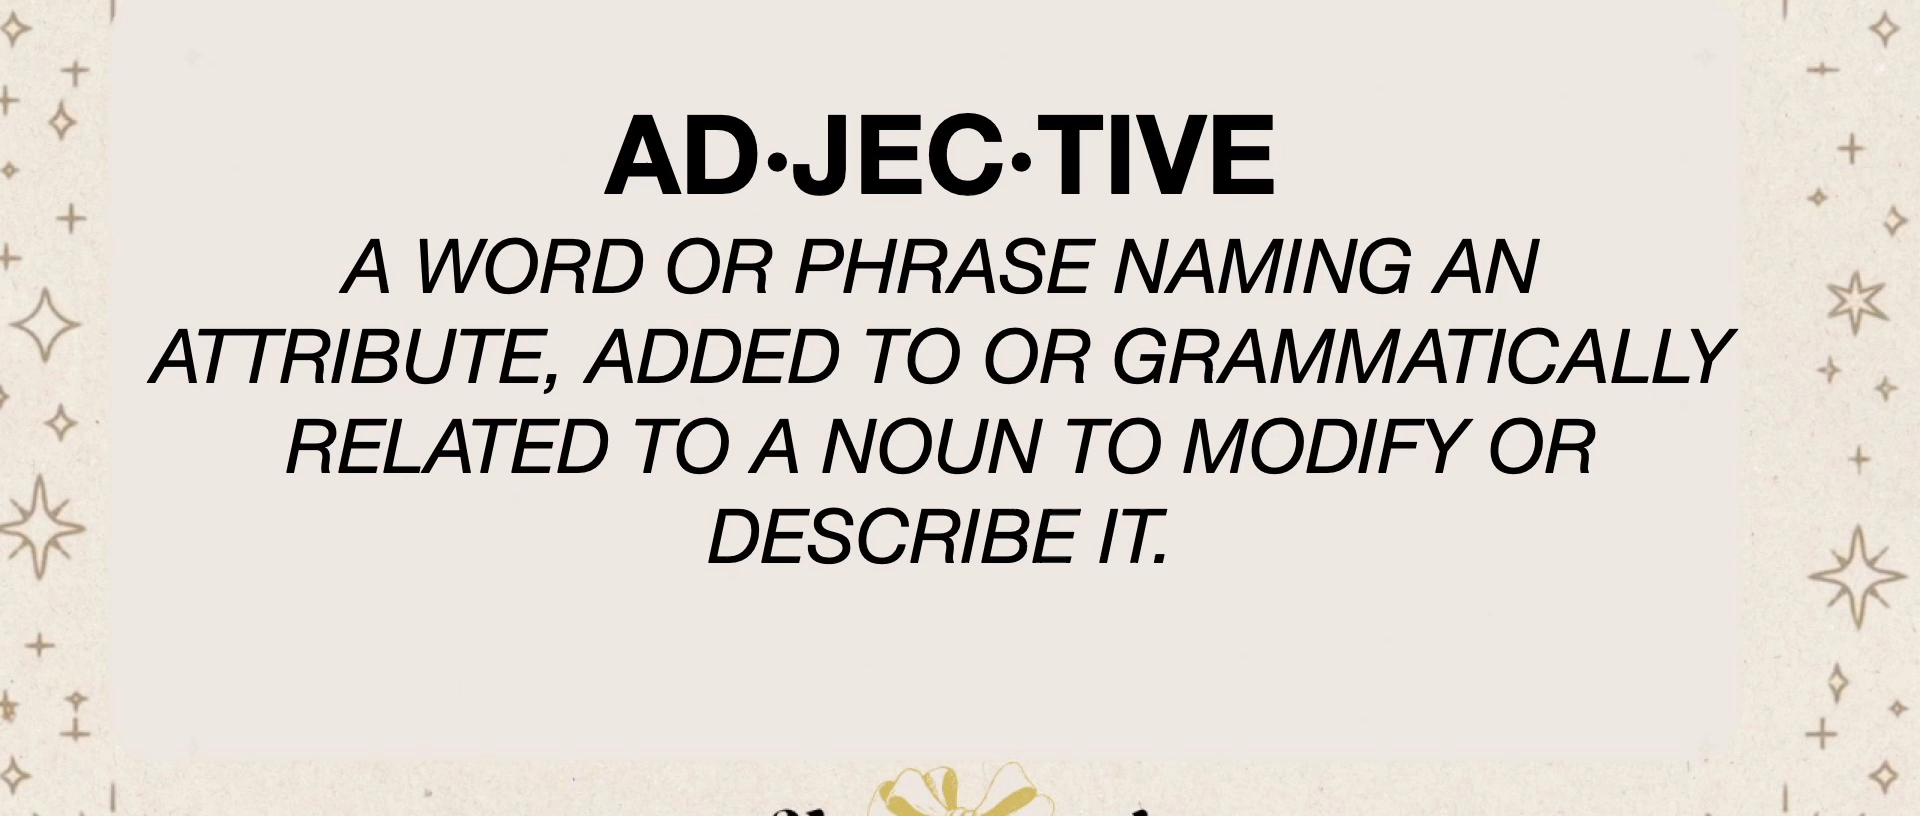 AD·JEC·TIVE
A WORD OR PHRASE NAMING AN
ATTRIBUTE, ADDED TO OR GRAMMATICALLY
RELATED TO A NOUN TO MODIFY OR
DESCRIBE IT.